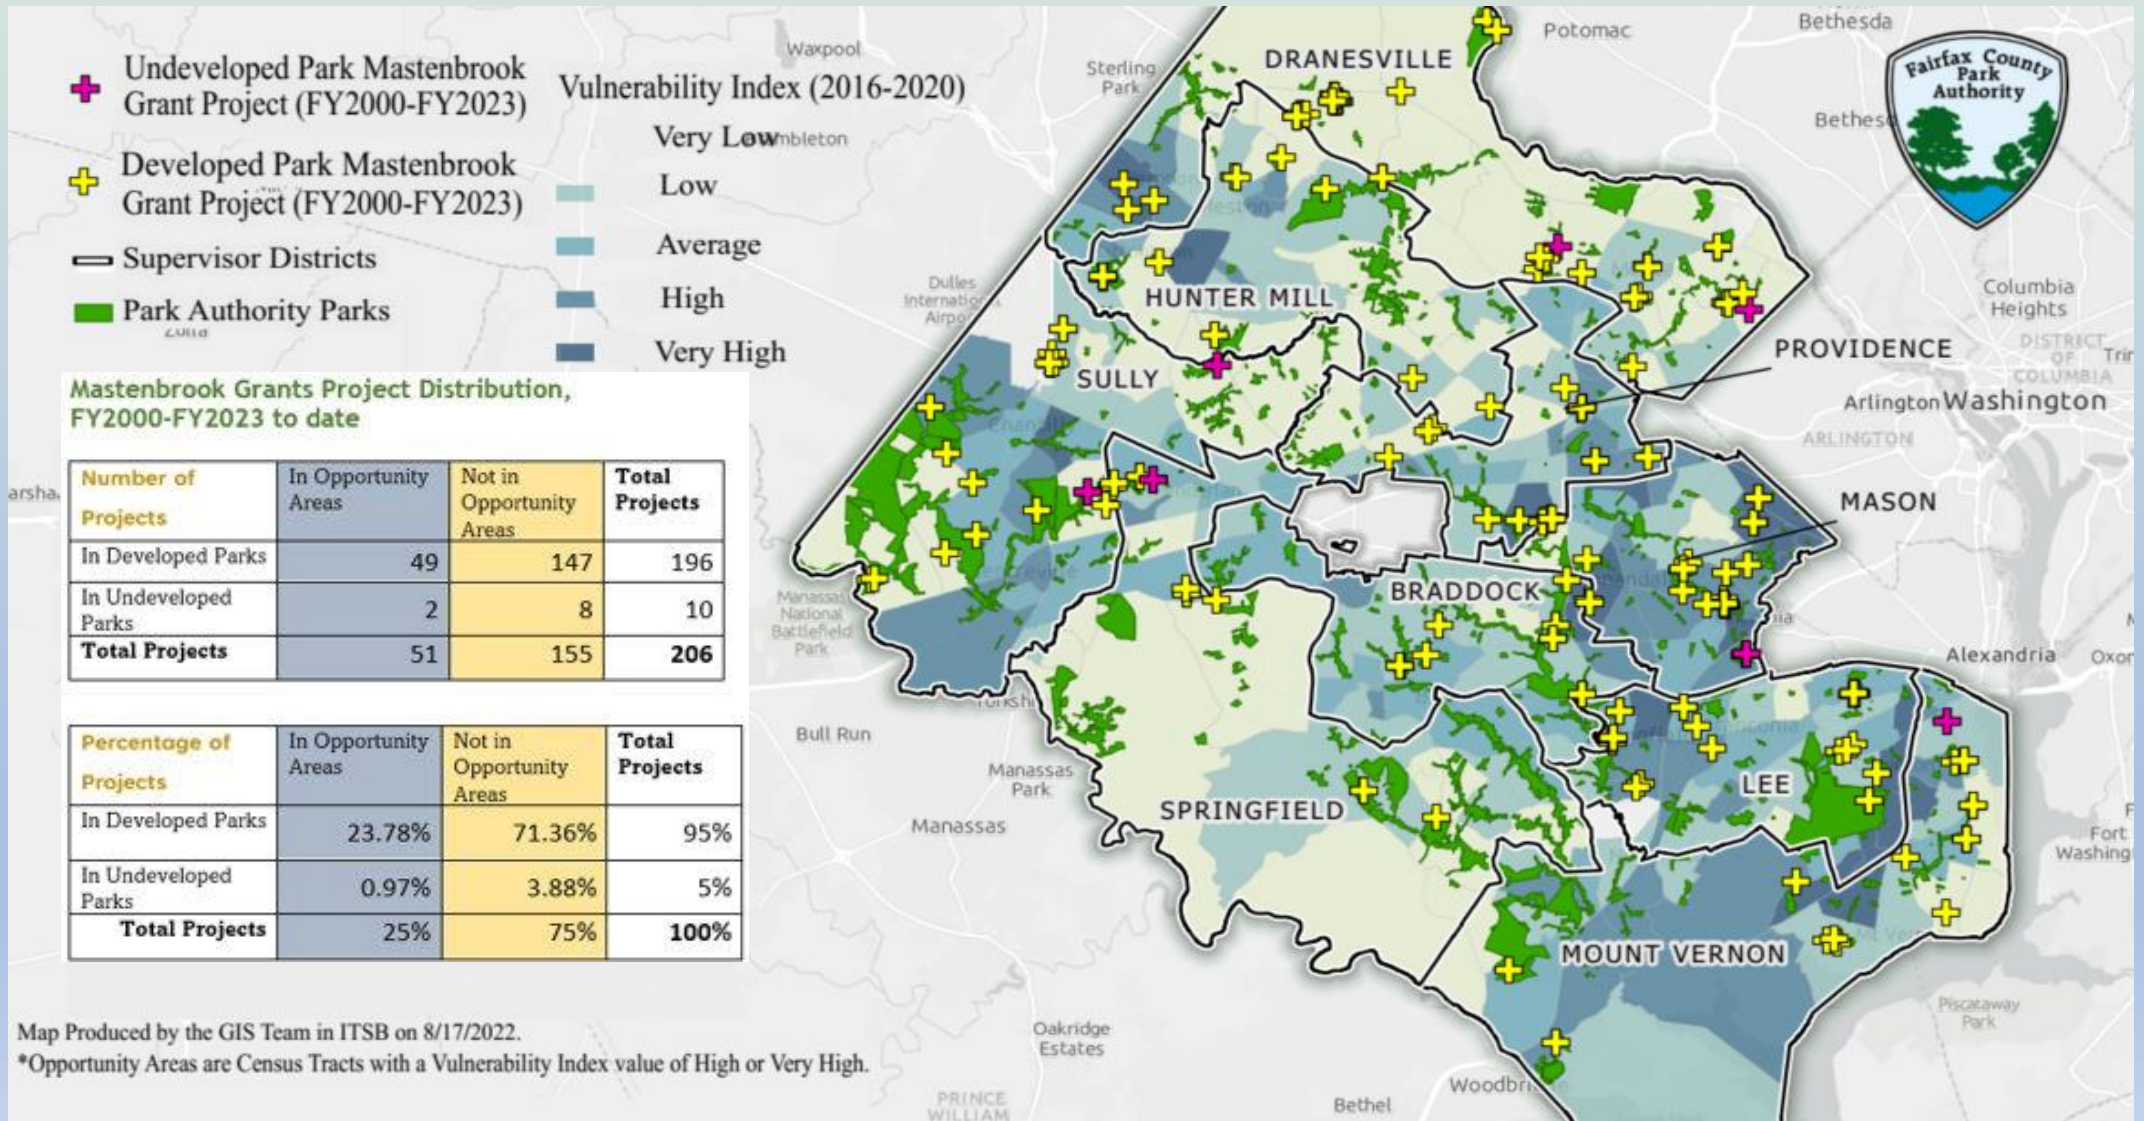 Undeveloped Park Mastenbrook
Grant Project (FY2000-FY2023)
Developed Park Mastenbrook
Grant Project (FY2000-FY2023)
Supervisor Districts
Park Authority Parks
Vulnerability Index (2016-2020)
Very Low
Low
Average
High
Very High
Mastenbrook Grants Project Distribution,
FY2000-FY2023 to date
Number of Projects In Opportunity Areas Not in Opportunity Areas Total Projects
In Developed Parks 49 147 196
In Undeveloped Parks 2 8 10
Total Projects 51 155 206
Percentage of Projects In Opportunity Areas Not in Opportunity Areas Total Projects
In Developed Parks 23.78% 71.36% 95%
In Undeveloped Parks 0.97% 3.88% 5%
Total Projects 25% 75% 100%
Map Produced by the GIS Team in ITSB on 8/17/2022.
*Opportunity Areas are Census Tracts with a Vulnerability Index value of High or Very High.
Fairfax County
Park
Authority
Waxpool
Sterling
Park
DRANESVILLE
Potomac
Bethesda
Dulles
HUNTER MILL
SULLY
Columbia
Heights
PROVIDENCE
DISTRICT
OF
COLUMBIA
Arlington
Washington
ARLINGTON
MASON
BRADDOCK
Manassas
National
Battlefield
Park
Alexandria
Bull Run
Manassas
Park
Manassas
SPRINGFIELD
LEE
Fort
MOUNT VERNON
Piscataway
Park
Oakridge
Estates
PRINCE
WILLIAM
Bethel